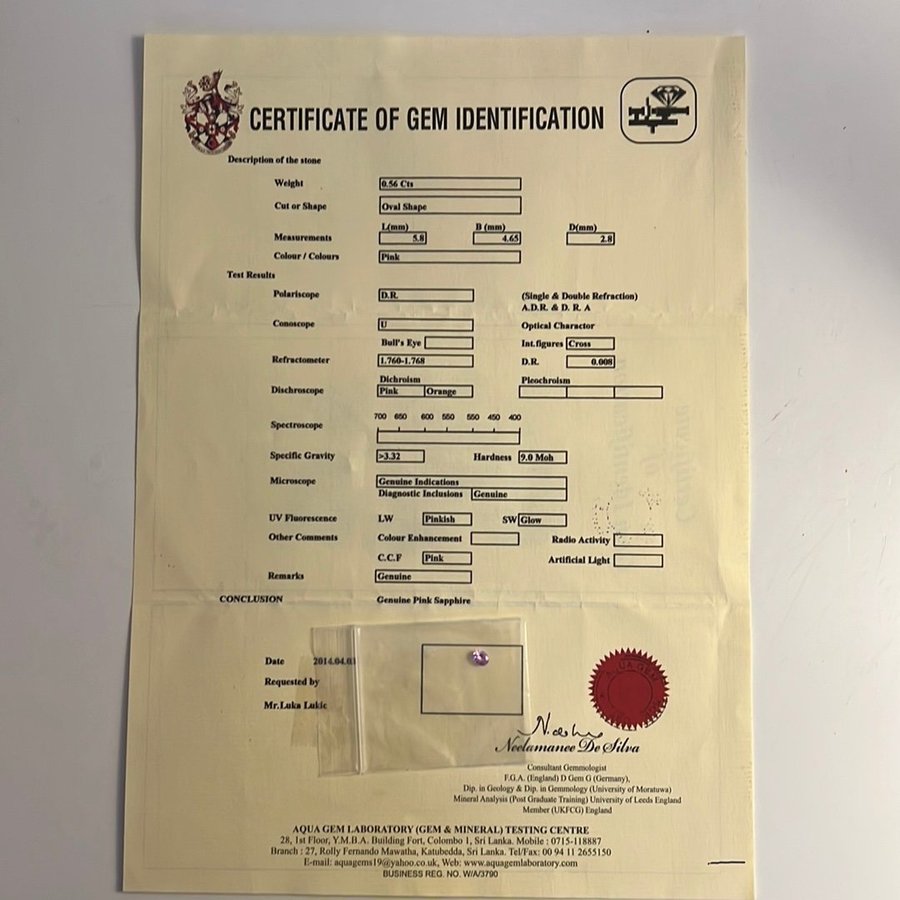 CERTIFICATE OF GEM IDENTIFICATION
Description of the stone
Weight 0.56 Cts
Cut or Shape Oval Shape
L(mm) B (mm) D(mm)
Measurements 5.8 4.65 2.8
Colour / Colours Pink
Test Results
Polariscope D.R. (Single & Double Refraction)
A.D.R. & D. R. A
Conoscope U Optical Charactor
Bull's Eye Int.figures Cross
Refractometer 1.760-1.768 D.R. 0.008
Dichroism Pleochroism
Dischroscope Pink Orange
700 650 600 550 550 450 400
Spectroscope
Specific Gravity >3.32 Hardness 9.0 Moh
Microscope Genuine Indications
Diagnostic Inclusions Genuine
UV Fluorescence LW Pinkish SW Glow
Other Comments Colour Enhancement Radio Activity
C.C.F Pink Artificial Light
Remarks Genuine
CONCLUSION Genuine Pink Sapphire
Date 2014.04.03
Requested by
Mr.Luka Lukic
AQUA GEM
Neelamanee De Silva
Consultant Gemmologist
F.G.A. (England) D Gem G (Germany),
Dip. in Geology & Dip. in Gemmology (University of Moratuwa)
Mineral Analysis (Post Graduate Training) University of Leeds England
Member (UKFCG) England
AQUA GEM LABORATORY (GEM & MINERAL) TESTING CENTRE
28, 1st Floor, Y.M.B.A. Building Fort, Colombo 1, Sri Lanka. Mobile : 0715-118887
Branch : 27, Rolly Fernando Mawatha, Katubedda, Sri Lanka. Tel/Fax: 00 94 11 2655150
E-mail: aquagems19@yahoo.co.uk, Web: www.aquagemlaboratory.com
BUSINESS REG. NO. W/A/3790